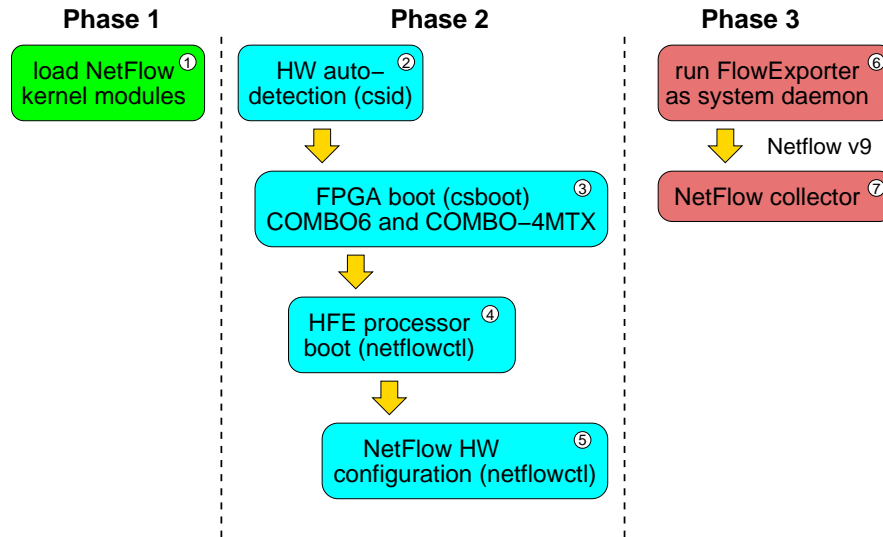 Phase 1
load NetFlow ①
kernel modules
Phase 2
HW auto−
detection (csid)
②
FPGA boot (csboot)
COMBO6 and COMBO−4MTX
③
HFE processor
boot (netflowctl)
④
NetFlow HW
configuration (netflowctl)
⑤
Phase 3
run FlowExporter
as system daemon
⑥
Netflow v9
NetFlow collector ⑦